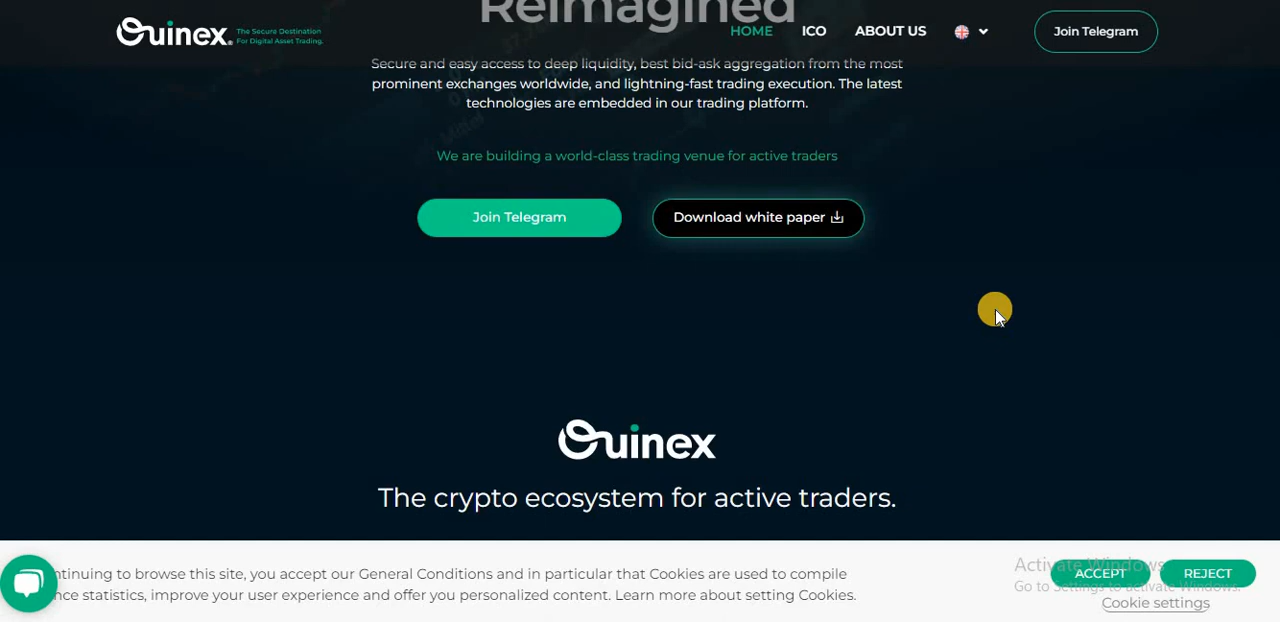 Reimagined
Quinex® The Secure Destination
For Digital Asset Trading.
HOME ICO ABOUT US Join Telegram
Secure and easy access to deep liquidity, best bid-ask aggregation from the most
prominent exchanges worldwide, and lightning-fast trading execution. The latest
technologies are embedded in our trading platform.
We are building a world-class trading venue for active traders
Join Telegram Download white paper
Quinex
The crypto ecosystem for active traders.
ntinuing to browse this site, you accept our General Conditions and in particular that Cookies are used to compile
nce statistics, improve your user experience and offer you personalized content. Learn more about setting Cookies.
ACCEPT REJECT
Cookie settings
Activate Windows
Go to Settings to activate Windows.